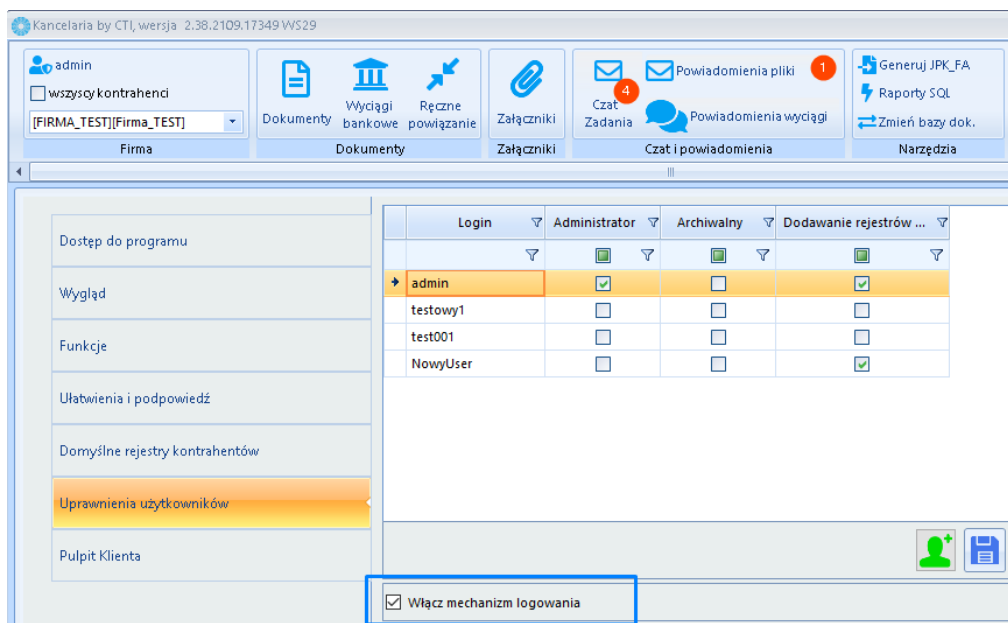 Kancelaria by CTI, wersja 2.38.2109.17349 WS29
admin
wszyscy kontrahenci
[FIRMA_TEST][Firma_TEST]
Firma
Dokumenty
Wyciągi
bankowe
Ręczne
powiązanie
Dokumenty
Załączniki
Załączniki
4
Czat
Zadania
Powiadomienia pliki
1
Powiadomienia wyciągi
Czat i powiadomienia
Generuj JPK_FA
Raporty SQL
Zmień bazy dok.
Narzędzia
Dostęp do programu
Wygląd
Funkcje
Ułatwienia i podpowiedź
Domyślne rejestry kontrahentów
Uprawnienia użytkowników
Pulpit Klienta
Login Administrator Archiwalny Dodawanie rejestrów ...
admin
testowy1
test001
NowyUser
Włącz mechanizm logowania